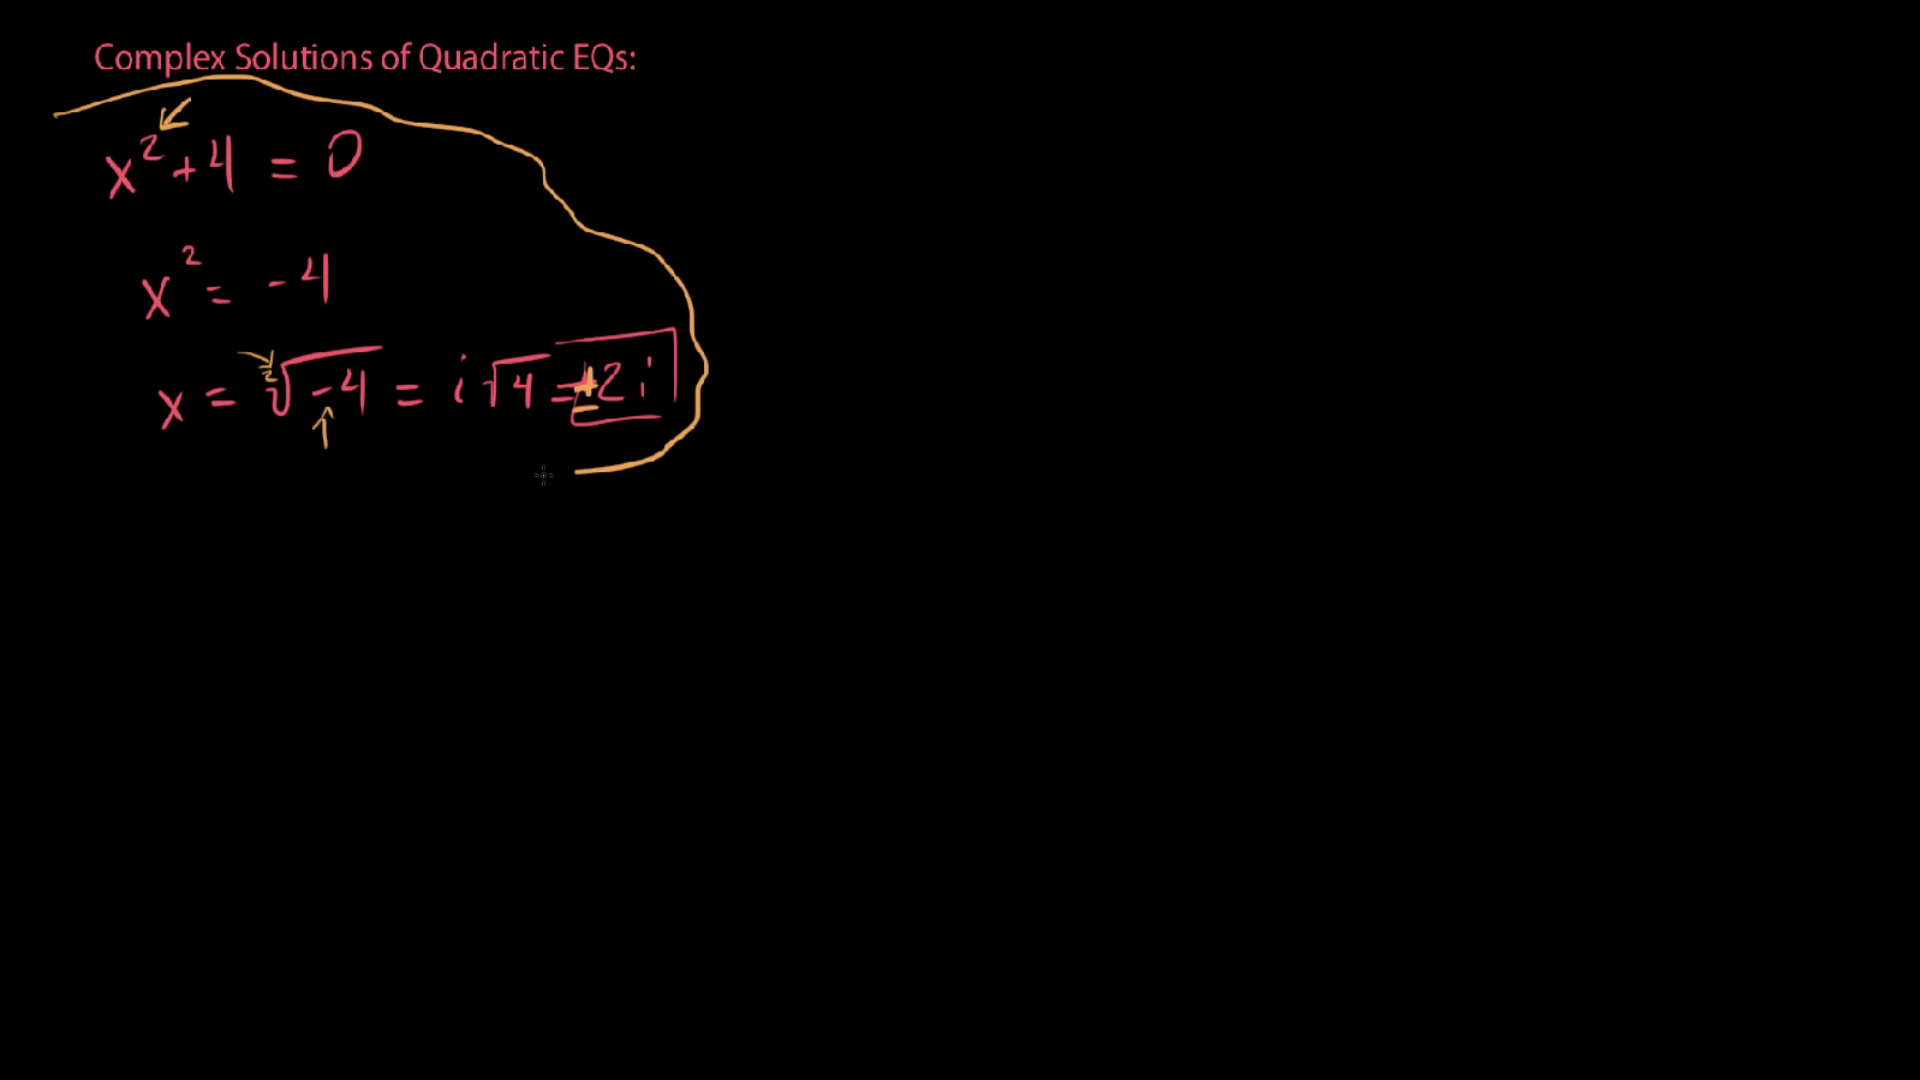 Complex Solutions of Quadratic EQs:
x² + 4 = 0
x² = -4
x = ²√-4 = i√4 = ±2i